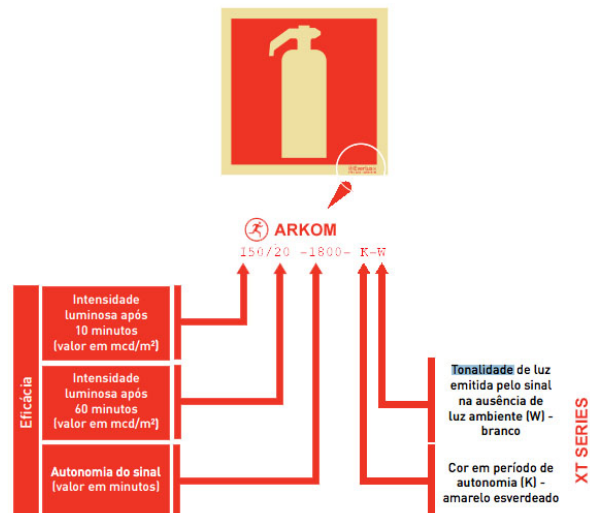 ARKOM
150/20 -1800- K-W
Eficácia
Intensidade
luminosa após
10 minutos
(valor em mcd/m²)
Intensidade
luminosa após
60 minutos
(valor em mcd/m²)
Autonomia do sinal
(valor em minutos)
Tonalidade de luz
emitida pelo sinal
na ausência de
luz ambiente (W) -
branco
Cor em período de
autonomia (K) -
amarelo esverdeado
XT SERIES